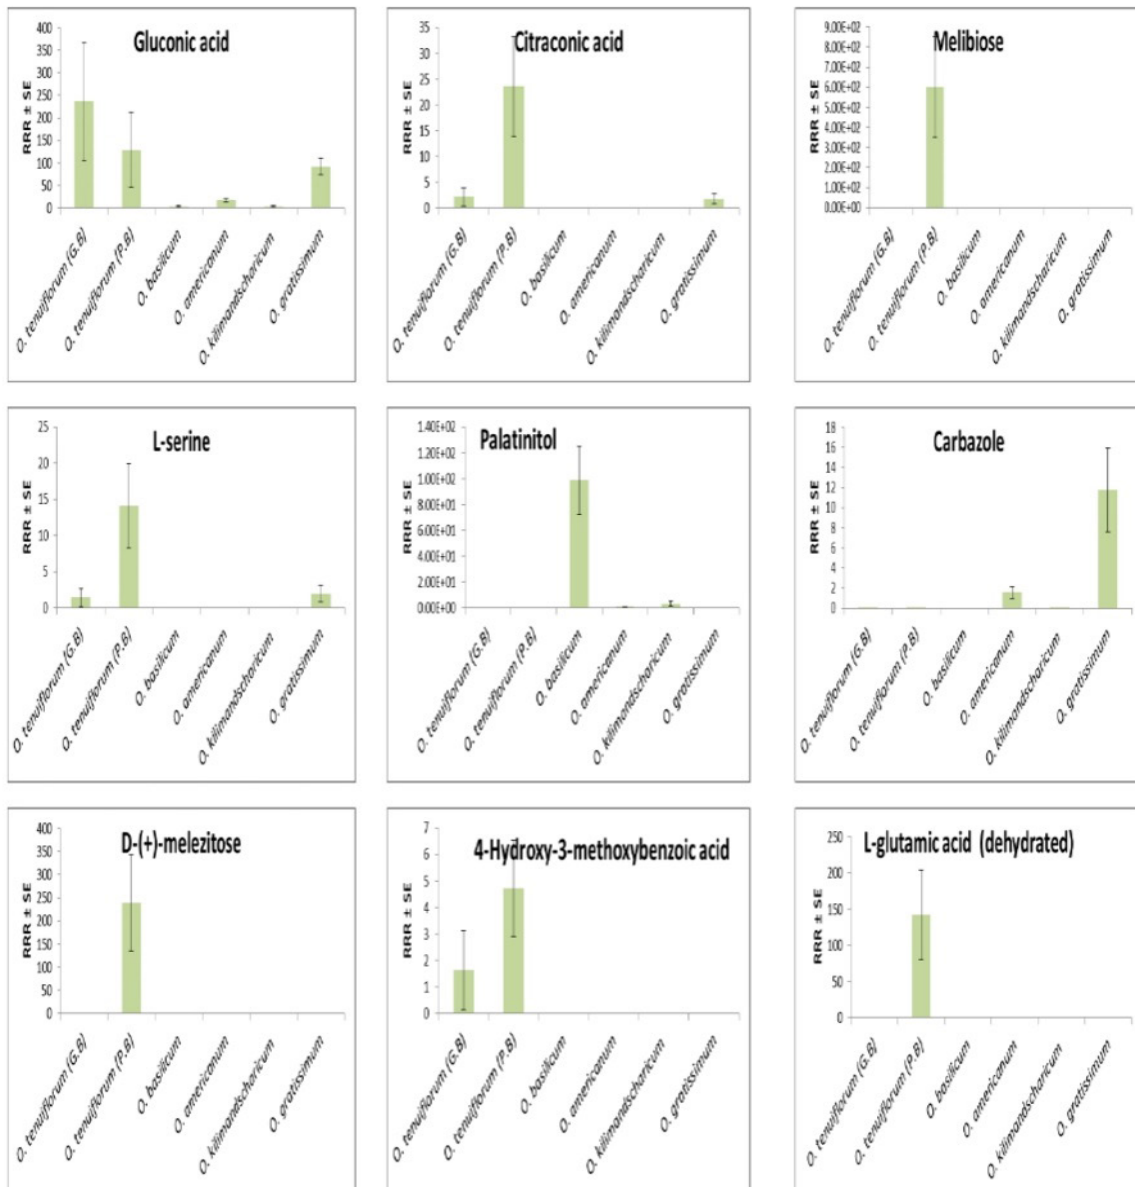 Gluconic acid
RRR ± SE
400
350
300
250
200
150
100
50
0
O. tenuiflorum (G.B)
O. tenuiflorum (P.B)
O. basilicum
O. americanum
O. kilimandscharicum
O. gratissimum
Citraconic acid
RRR ± SE
35
30
25
20
15
10
5
0
O. tenuiflorum (G.B)
O. tenuiflorum (P.B)
O. basilicum
O. americanum
O. kilimandscharicum
O. gratissimum
Melibiose
RRR ± SE
9.00E+02
8.00E+02
7.00E+02
6.00E+02
5.00E+02
4.00E+02
3.00E+02
2.00E+02
1.00E+02
0.00E+00
O. tenuiflorum (G.B)
O. tenuiflorum (P.B)
O. basilicum
O. americanum
O. kilimandscharicum
O. gratissimum
L-serine
RRR ± SE
25
20
15
10
5
0
O. tenuiflorum (G.B)
O. tenuiflorum (P.B)
O. basilicum
O. americanum
O. kilimandscharicum
O. gratissimum
Palatinitol
RRR ± SE
1.40E+02
1.20E+02
1.00E+02
8.00E+01
6.00E+01
4.00E+01
2.00E+01
0.00E+00
O. tenuiflorum (G.B)
O. tenuiflorum (P.B)
O. basilicum
O. americanum
O. kilimandscharicum
O. gratissimum
Carbazole
RRR ± SE
18
16
14
12
10
8
6
4
2
0
O. tenuiflorum (G.B)
O. tenuiflorum (P.B)
O. basilicum
O. americanum
O. kilimandscharicum
O. gratissimum
D-(+)-melezitose
RRR ± SE
400
350
300
250
200
150
100
50
0
O. tenuiflorum (G.B)
O. tenuiflorum (P.B)
O. basilicum
O. americanum
O. kilimandscharicum
O. gratissimum
4-Hydroxy-3-methoxybenzoic acid
RRR ± SE
7
6
5
4
3
2
1
0
O. tenuiflorum (G.B)
O. tenuiflorum (P.B)
O. basilicum
O. americanum
O. kilimandscharicum
O. gratissimum
L-glutamic acid (dehydrated)
RRR ± SE
250
200
150
100
50
0
O. tenuiflorum (G.B)
O. tenuiflorum (P.B)
O. basilicum
O. americanum
O. kilimandscharicum
O. gratissimum